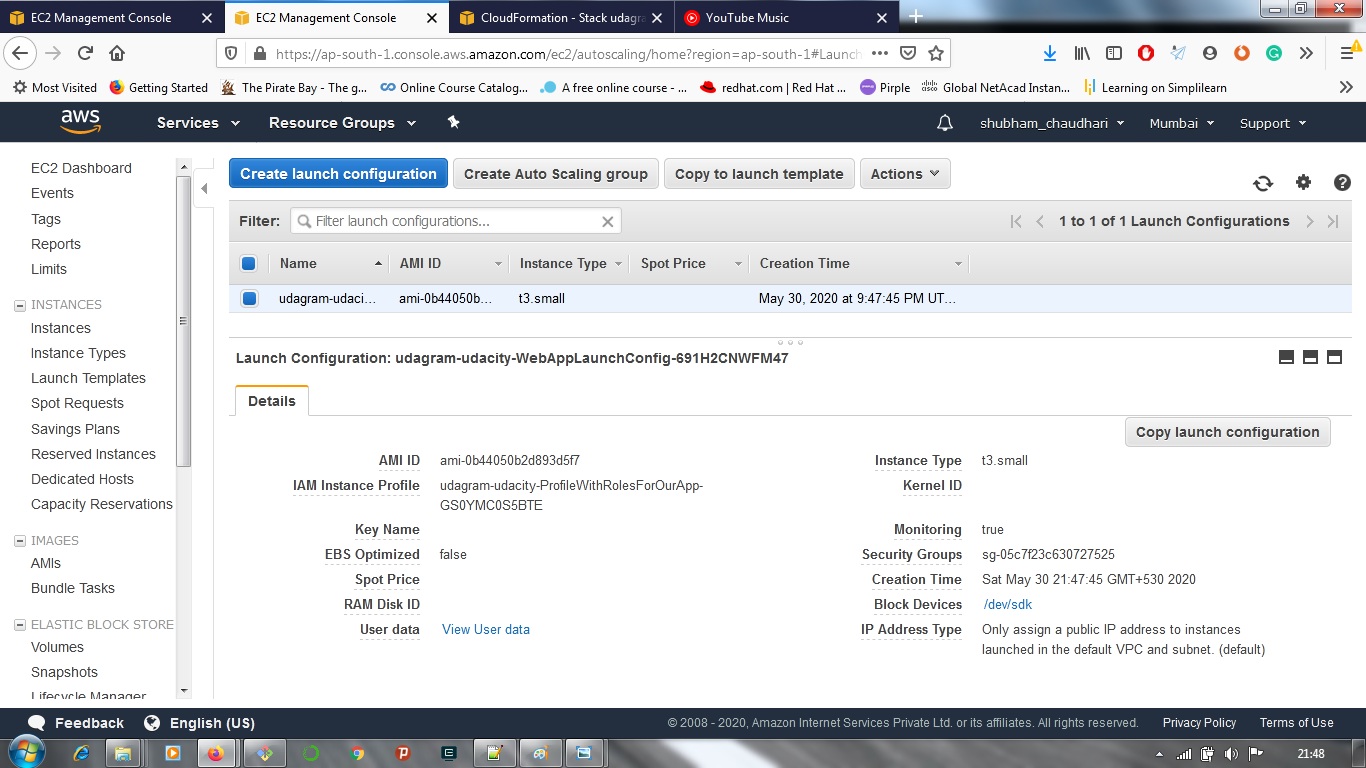 EC2 Management Console
EC2 Management Console
CloudFormation - Stack udagra
YouTube Music
https://ap-south-1.console.aws.amazon.com/ec2/autoscaling/home?region=ap-south-1#Launch
Most Visited
Getting Started
The Pirate Bay - The g...
Online Course Catalog...
A free online course - ...
redhat.com | Red Hat ...
Pirple
Global NetAcad Instan...
Learning on Simplilearn
aws
Services
Resource Groups
shubham_chaudhari
Mumbai
Support
EC2 Dashboard
Events
Tags
Reports
Limits
INSTANCES
Instances
Instance Types
Launch Templates
Spot Requests
Savings Plans
Reserved Instances
Dedicated Hosts
Capacity Reservations
IMAGES
AMIs
Bundle Tasks
ELASTIC BLOCK STORE
Volumes
Snapshots
Lifecycle Manager
Create launch configuration
Create Auto Scaling group
Copy to launch template
Actions
Filter:
Filter launch configurations...
1 to 1 of 1 Launch Configurations
Name AMI ID Instance Type Spot Price Creation Time
udagram-udaci... ami-0b44050b... t3.small May 30, 2020 at 9:47:45 PM UT...
Launch Configuration: udagram-udacity-WebAppLaunchConfig-691H2CNWFM47
Details
Copy launch configuration
AMI ID ami-0b44050b2d893d5f7
IAM Instance Profile udagram-udacity-ProfileWithRolesForOurApp-
GS0YMC0S5BTE
Key Name
EBS Optimized false
Spot Price
RAM Disk ID
User data View User data
Instance Type t3.small
Kernel ID
Monitoring true
Security Groups sg-05c7f23c630727525
Creation Time Sat May 30 21:47:45 GMT+530 2020
Block Devices /dev/sdk
IP Address Type Only assign a public IP address to instances
launched in the default VPC and subnet. (default)
Feedback
English (US)
© 2008 - 2020, Amazon Internet Services Private Ltd. or its affiliates. All rights reserved.
Privacy Policy
Terms of Use
21:48